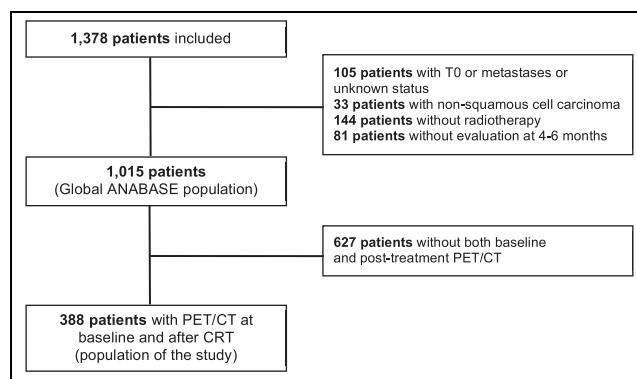 1,378 patients included
105 patients with T0 or metastases or
unknown status
33 patients with non-squamous cell carcinoma
144 patients without radiotherapy
81 patients without evaluation at 4-6 months
1,015 patients
(Global ANABASE population)
627 patients without both baseline
and post-treatment PET/CT
388 patients with PET/CT at
baseline and after CRT
(population of the study)